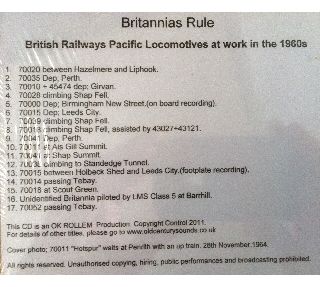 Britannias Rule
British Railways Pacific Locomotives at work in the 1960s
1. 70020 between Hazelmere and Liphook.
2. 70035 Dep; Perth.
3. 70010 + 45474 dep; Girvan.
4. 70028 climbing Shap Fell.
5. 70000 Dep; Birmingham New Street.(on board recording).
6. 70015 Dep; Leeds City.
7. 70039 climbing Shap Fell.
8. 70018 climbing Shap Fell, assisted by 43027+43121.
9. 70041 Dep; Perth.
10. 70011 at Ais Gill Summit.
11. 70041 at Shap Summit.
12. climbing to Standedge Tunnel.
13. 70015 between Holbeck Shed and Leeds City.(footplate recording).
14. 70014 passing Tebay.
15. 70018 at Scout Green.
16. Unidentified Britannia piloted by LMS Class 5 at Barrhill.
17. 70052 passing Tebay.
This CD is an OK ROLLEM Production Copyright Control 2011.
For details of other titles, please go to www.oldcenturysounds.co.uk
Cover photo; 70011 "Hotspur" waits at Penrith with an up train. 28th November.1964.
All rights reserved. Unauthorised copying, hiring, public performances and broadcasting prohibited.